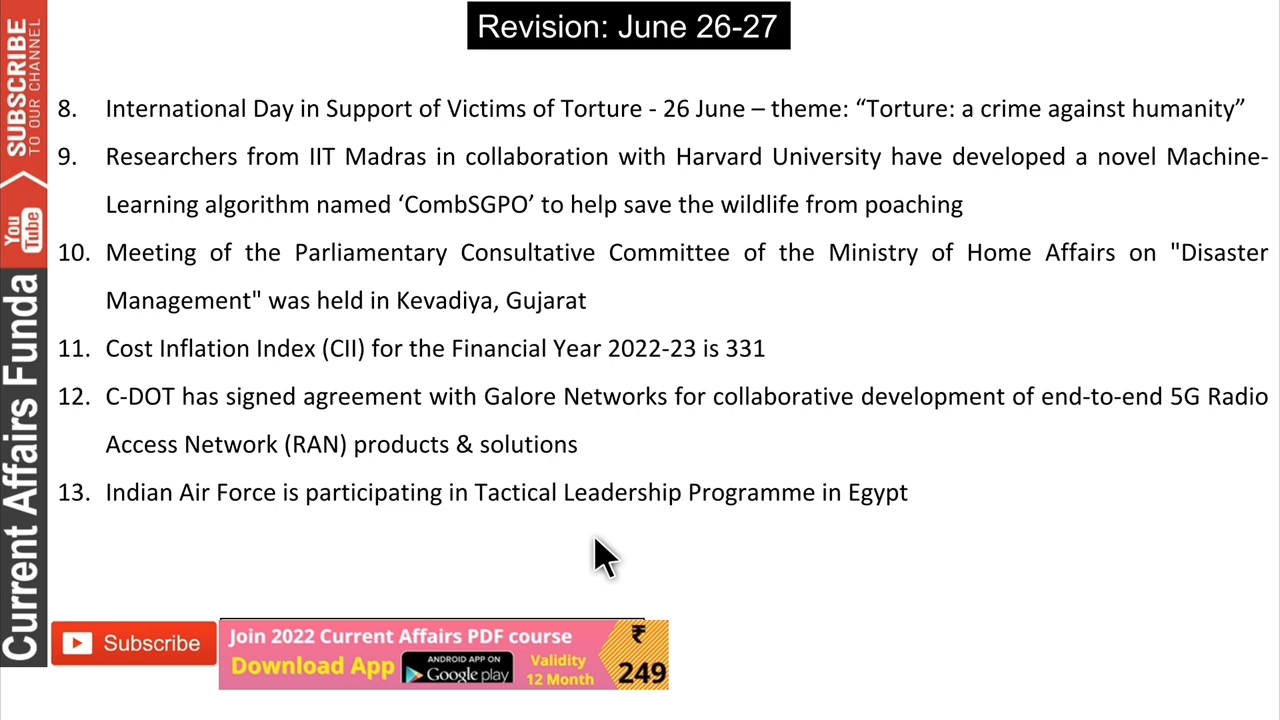 Revision: June 26-27
8. International Day in Support of Victims of Torture - 26 June – theme: “Torture: a crime against humanity”
9. Researchers from IIT Madras in collaboration with Harvard University have developed a novel Machine-
Learning algorithm named ‘CombSGPO’ to help save the wildlife from poaching
10. Meeting of the Parliamentary Consultative Committee of the Ministry of Home Affairs on "Disaster
Management" was held in Kevadiya, Gujarat
11. Cost Inflation Index (CII) for the Financial Year 2022-23 is 331
12. C-DOT has signed agreement with Galore Networks for collaborative development of end-to-end 5G Radio
Access Network (RAN) products & solutions
13. Indian Air Force is participating in Tactical Leadership Programme in Egypt
SUBSCRIBE
TO OUR CHANNEL
You
Tube
Current Affairs Funda
Subscribe
Join 2022 Current Affairs PDF course
Download App
ANDROID APP ON
Google play
Validity
12 Month
₹
249